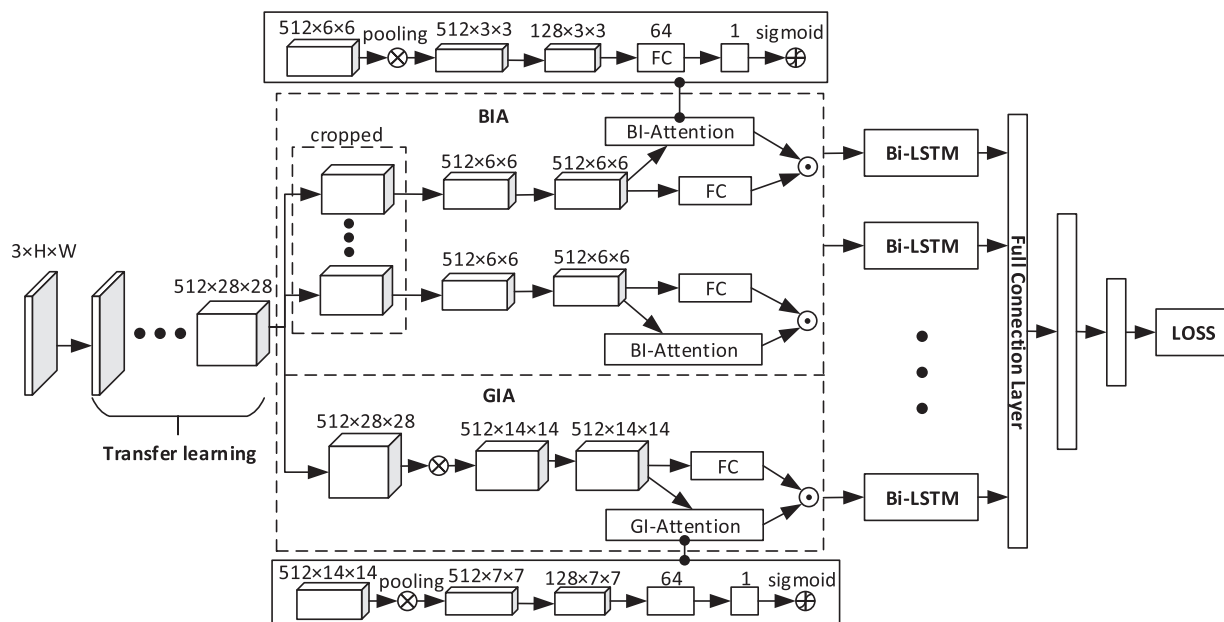 512×6×6 pooling 512×3×3 128×3×3 64 1 sigmoid
FC
BIA
cropped
BI-Attention
512×6×6 512×6×6
FC
Bi-LSTM
3×H×W
512×28×28
512×6×6 512×6×6
FC
Bi-LSTM
BI-Attention
Full Connection Layer
LOSS
GIA
Transfer learning
512×28×28 512×14×14 512×14×14
FC
GI-Attention
Bi-LSTM
512×14×14 pooling 512×7×7 128×7×7 64 1 sigmoid